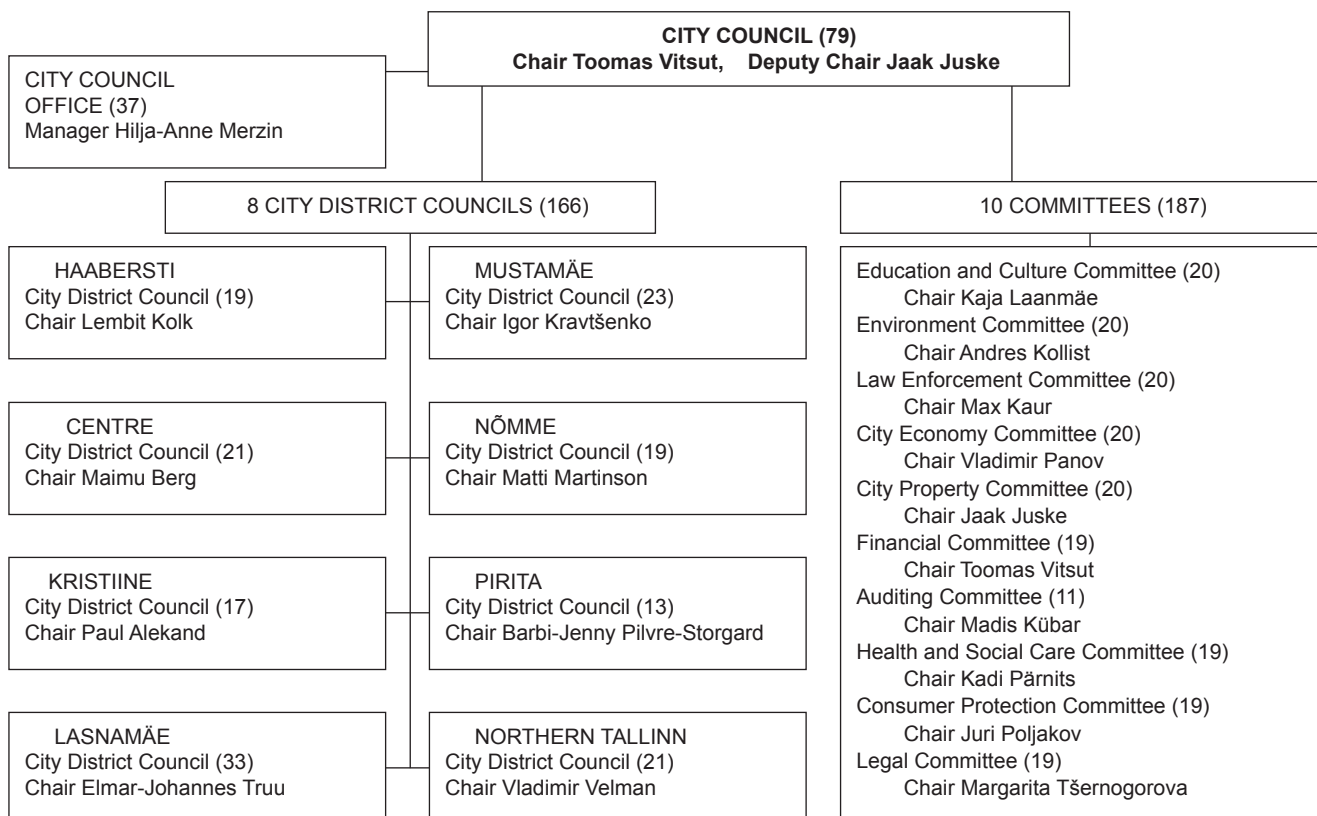 CITY COUNCIL (79)
Chair Toomas Vitsut, Deputy Chair Jaak Juske
CITY COUNCIL
OFFICE (37)
Manager Hilja-Anne Merzin
8 CITY DISTRICT COUNCILS (166)
10 COMMITTEES (187)
HAABERSTI
City District Council (19)
Chair Lembit Kolk
MUSTAMÄE
City District Council (23)
Chair Igor Kravtšenko
CENTRE
City District Council (21)
Chair Maimu Berg
NÕMME
City District Council (19)
Chair Matti Martinson
KRISTIINE
City District Council (17)
Chair Paul Alekand
PIRITA
City District Council (13)
Chair Barbi-Jenny Pilvre-Storgard
LASNAMÄE
City District Council (33)
Chair Elmar-Johannes Truu
NORTHERN TALLINN
City District Council (21)
Chair Vladimir Velman
Education and Culture Committee (20)
Chair Kaja Laanmäe
Environment Committee (20)
Chair Andres Kollist
Law Enforcement Committee (20)
Chair Max Kaur
City Economy Committee (20)
Chair Vladimir Panov
City Property Committee (20)
Chair Jaak Juske
Financial Committee (19)
Chair Toomas Vitsut
Auditing Committee (11)
Chair Madis Kübar
Health and Social Care Committee (19)
Chair Kadi Pärnits
Consumer Protection Committee (19)
Chair Juri Poljakov
Legal Committee (19)
Chair Margarita Tšernogorova